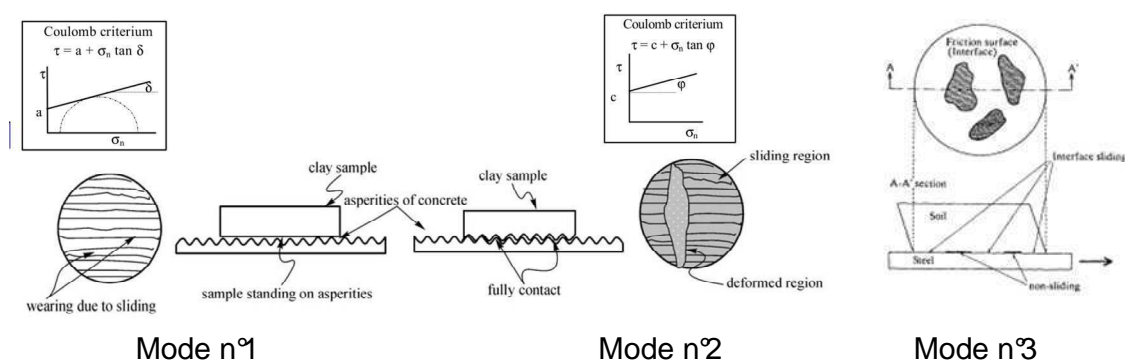 Coulomb criterium
τ = a + σn tan δ
τ
δ
a
σn
Coulomb criterium
τ = c + σn tan φ
τ
φ
c
σn
Friction surface
(Interface)
A
A'
clay sample
asperities of concrete
sample standing on asperities
wearing due to sliding
clay sample
fully contact
sliding region
deformed region
Interface sliding
A-A' section
Soil
Steel
non-sliding
Mode n°1
Mode n°2
Mode n°3